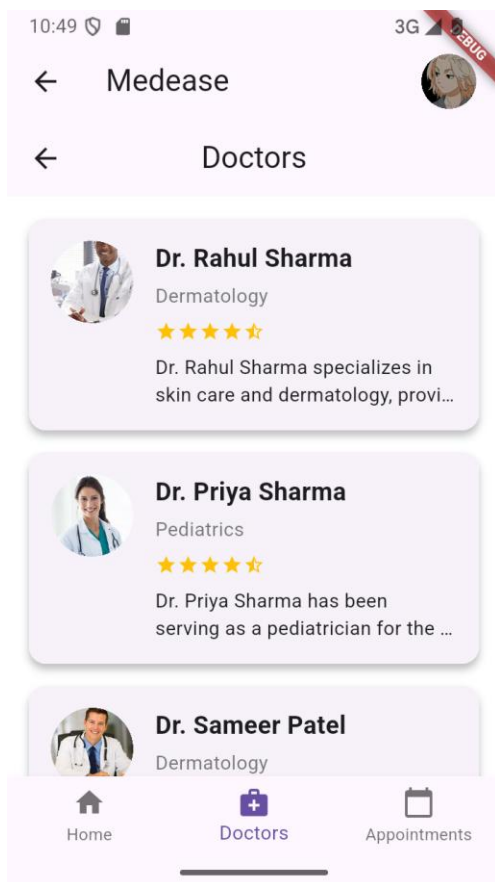 10:49
3G
DEBUG
Medease
Doctors
Dr. Rahul Sharma
Dermatology
Dr. Rahul Sharma specializes in
skin care and dermatology, provi...
Dr. Priya Sharma
Pediatrics
Dr. Priya Sharma has been
serving as a pediatrician for the ...
Dr. Sameer Patel
Dermatology
Home
Doctors
Appointments